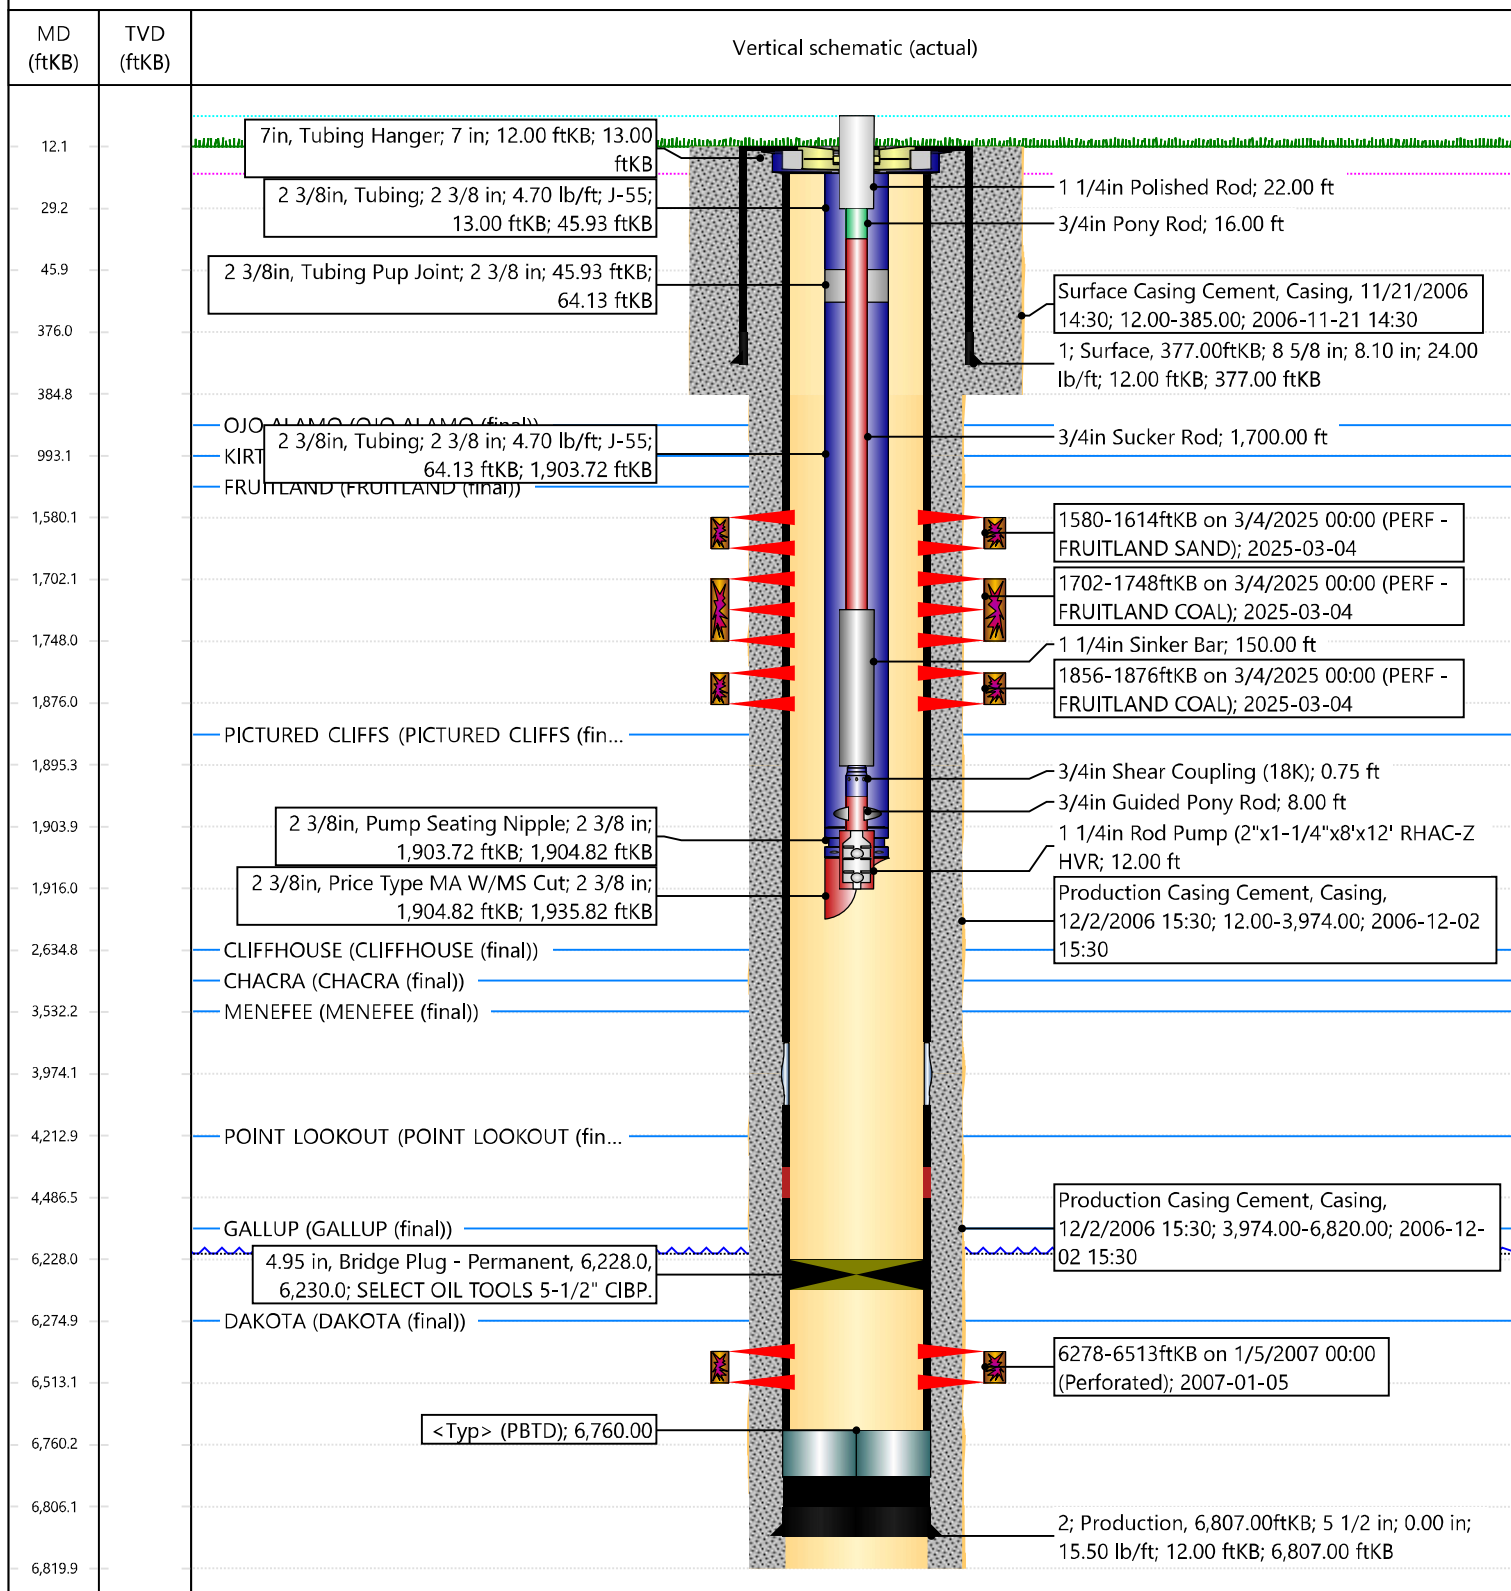 MD
(ftKB)
TVD
(ftKB)
Vertical schematic (actual)
12.1
29.2
45.9
376.0
384.8
993.1
1,580.1
1,702.1
1,748.0
1,876.0
1,895.3
1,903.9
1,916.0
2,634.8
3,532.2
3,974.1
4,212.9
4,486.5
6,228.0
6,274.9
6,513.1
6,760.2
6,806.1
6,819.9
7in, Tubing Hanger; 7 in; 12.00 ftKB; 13.00
ftKB
2 3/8in, Tubing; 2 3/8 in; 4.70 lb/ft; J-55;
13.00 ftKB; 45.93 ftKB
2 3/8in, Tubing Pup Joint; 2 3/8 in; 45.93 ftKB;
64.13 ftKB
OJO ALAMO (OJO ALAMO (final))
2 3/8in, Tubing; 2 3/8 in; 4.70 lb/ft; J-55;
64.13 ftKB; 1,903.72 ftKB
KIRT
FRUITLAND (FRUITLAND (final))
PICTURED CLIFFS (PICTURED CLIFFS (fin...
2 3/8in, Pump Seating Nipple; 2 3/8 in;
1,903.72 ftKB; 1,904.82 ftKB
2 3/8in, Price Type MA W/MS Cut; 2 3/8 in;
1,904.82 ftKB; 1,935.82 ftKB
CLIFFHOUSE (CLIFFHOUSE (final))
CHACRA (CHACRA (final))
MENEFEE (MENEFEE (final))
POINT LOOKOUT (POINT LOOKOUT (fin...
GALLUP (GALLUP (final))
4.95 in, Bridge Plug - Permanent, 6,228.0,
6,230.0; SELECT OIL TOOLS 5-1/2" CIBP.
DAKOTA (DAKOTA (final))
<Typ> (PBTD); 6,760.00
1 1/4in Polished Rod; 22.00 ft
3/4in Pony Rod; 16.00 ft
Surface Casing Cement, Casing, 11/21/2006
14:30; 12.00-385.00; 2006-11-21 14:30
1; Surface, 377.00ftKB; 8 5/8 in; 8.10 in; 24.00
lb/ft; 12.00 ftKB; 377.00 ftKB
3/4in Sucker Rod; 1,700.00 ft
1580-1614ftKB on 3/4/2025 00:00 (PERF -
FRUITLAND SAND); 2025-03-04
1702-1748ftKB on 3/4/2025 00:00 (PERF -
FRUITLAND COAL); 2025-03-04
1 1/4in Sinker Bar; 150.00 ft
1856-1876ftKB on 3/4/2025 00:00 (PERF -
FRUITLAND COAL); 2025-03-04
3/4in Shear Coupling (18K); 0.75 ft
3/4in Guided Pony Rod; 8.00 ft
1 1/4in Rod Pump (2"x1-1/4"x8'x12' RHAC-Z
HVR; 12.00 ft
Production Casing Cement, Casing,
12/2/2006 15:30; 12.00-3,974.00; 2006-12-02
15:30
Production Casing Cement, Casing,
12/2/2006 15:30; 3,974.00-6,820.00; 2006-12-
02 15:30
6278-6513ftKB on 1/5/2007 00:00
(Perforated); 2007-01-05
2; Production, 6,807.00ftKB; 5 1/2 in; 0.00 in;
15.50 lb/ft; 12.00 ftKB; 6,807.00 ftKB